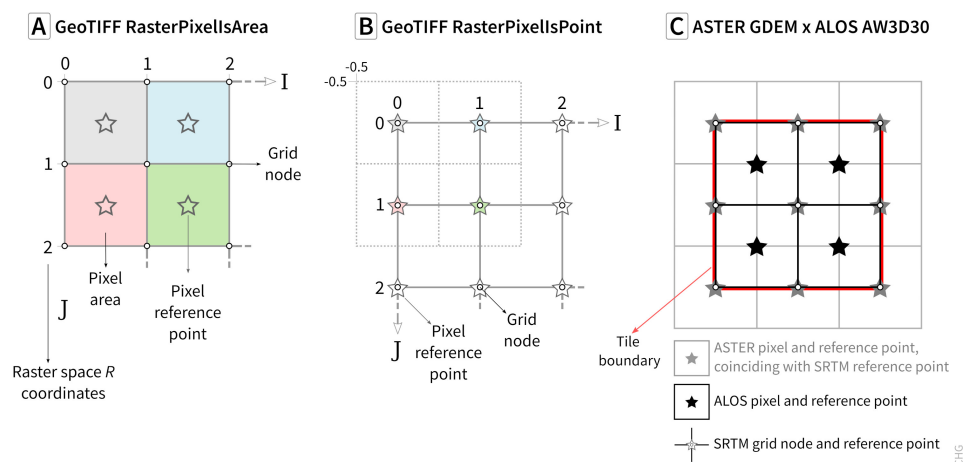 A GeoTIFF RasterPixelIsArea
0 1 2
0
I
1
Grid
node
2
Pixel
area
J
Pixel
reference
point
Raster space R
coordinates
B GeoTIFF RasterPixelIsPoint
-0.5
-0.5
0 1 2
0
I
1
2
J
Pixel
reference
point
Grid
node
C ASTER GDEM x ALOS AW3D30
Tile
boundary
ASTER pixel and reference point,
coinciding with SRTM reference point
ALOS pixel and reference point
SRTM grid node and reference point